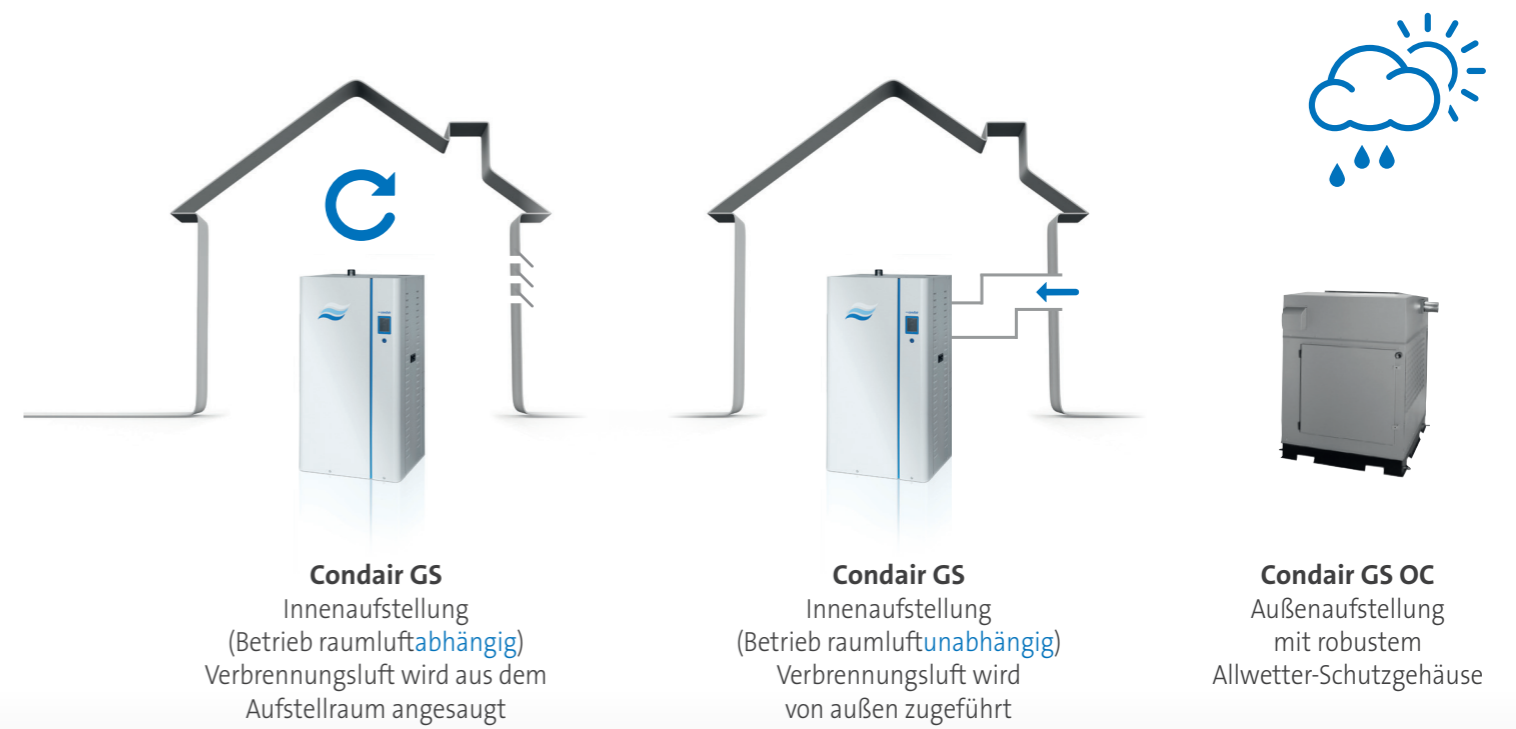 Condair GS
Innenaufstellung
(Betrieb raumluftabhängig)
Verbrennungsluft wird aus dem
Aufstellraum angesaugt
Condair GS
Innenaufstellung
(Betrieb raumluftunabhängig)
Verbrennungsluft wird
von außen zugeführt
Condair GS OC
Außenaufstellung
mit robustem
Allwetter-Schutzgehäuse